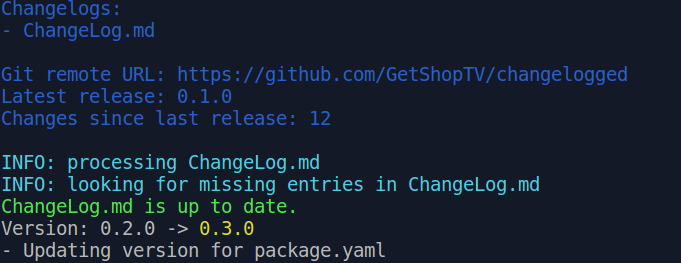 Changelogs:
- ChangeLog.md
Git remote URL: https://github.com/GetShopTV/changelogged
Latest release: 0.1.0
Changes since last release: 12
INFO: processing ChangeLog.md
INFO: looking for missing entries in ChangeLog.md
ChangeLog.md is up to date.
Version: 0.2.0 -> 0.3.0
- Updating version for package.yaml